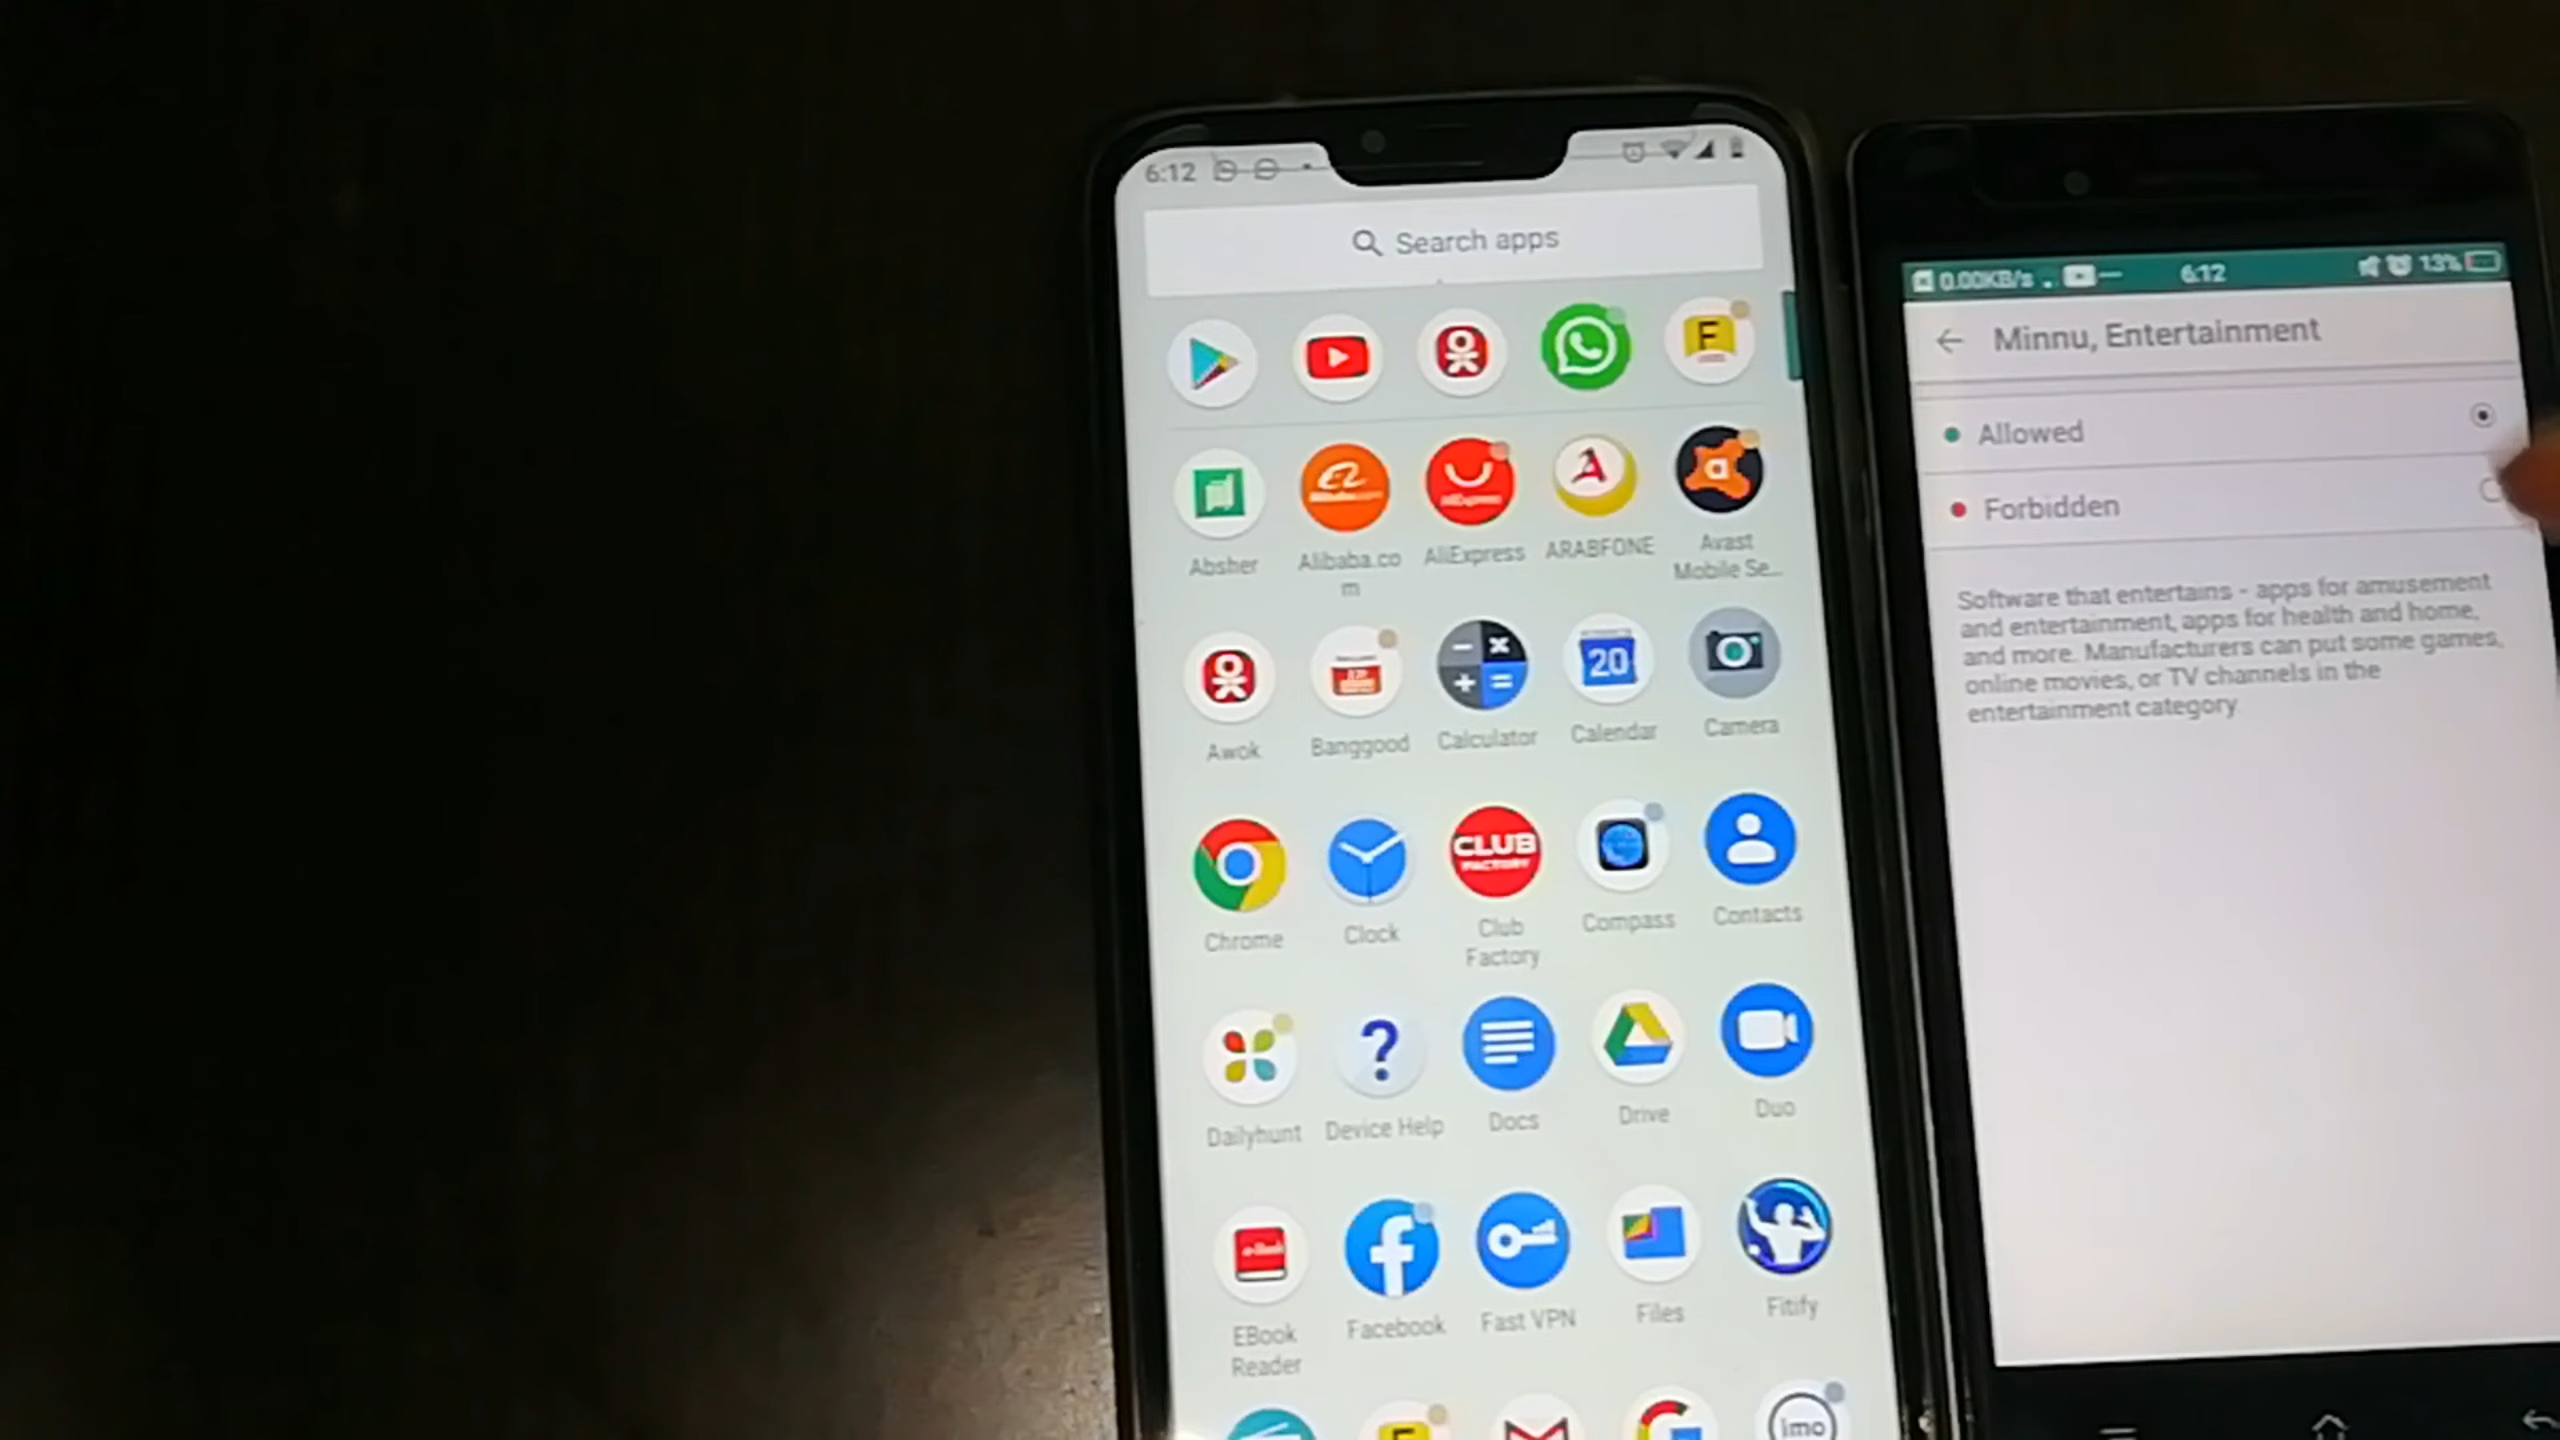 6:12
Search apps
F
Absher
Alibaba.co
m
AliExpress
ARABFONE
Avast
Mobile Se...
20
Awok
Banggood
Calculator
Calendar
Camera
CLUB
FACTORY
Chrome
Clock
Club
Factory
Compass
Contacts
Dailyhunt
Device Help
Docs
Drive
Duo
EBook
Reader
Facebook
Fast VPN
Files
Fitify
imo
0.00KB/s
6:12
13%
Minnu, Entertainment
Allowed
Forbidden
Software that entertains - apps for amusement
and entertainment, apps for health and home,
and more. Manufacturers can put some games,
online movies, or TV channels in the
entertainment category